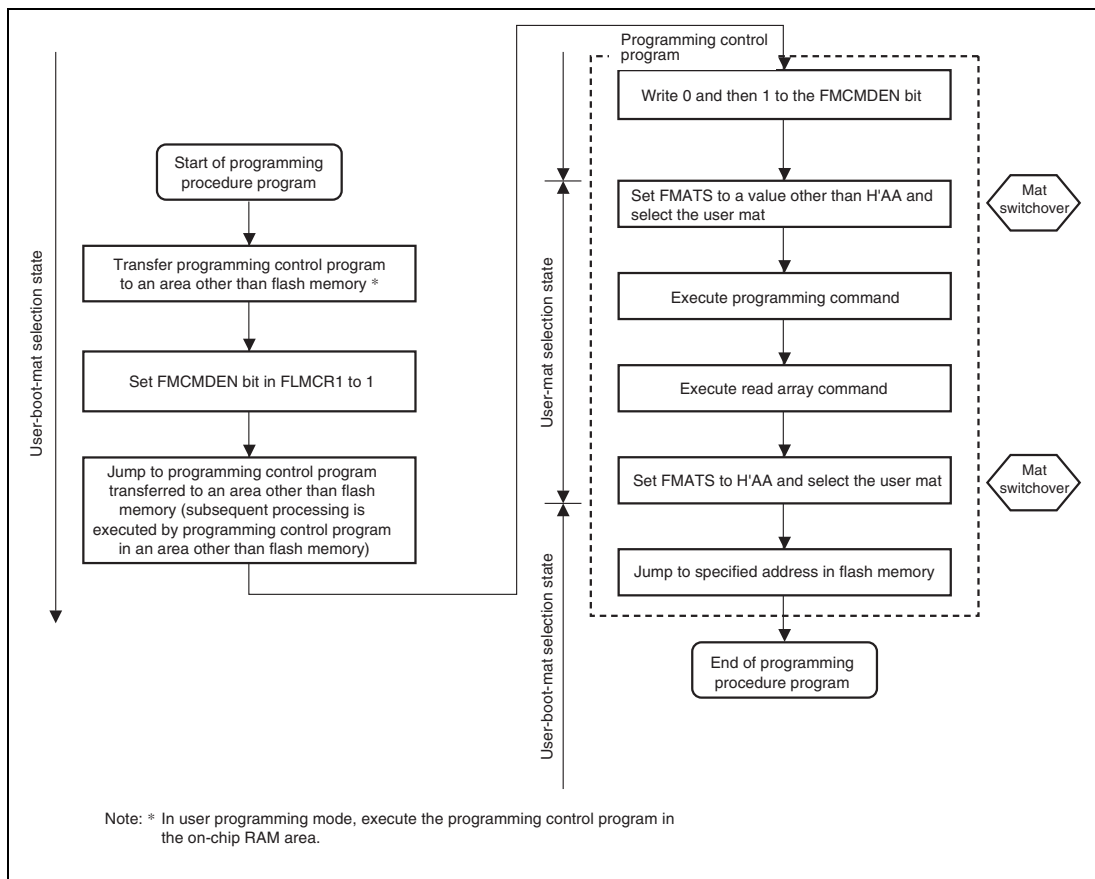 User-boot-mat selection state
Start of programming
procedure program
Transfer programming control program
to an area other than flash memory *
Set FMCMDEN bit in FLMCR1 to 1
Jump to programming control program
transferred to an area other than flash
memory (subsequent processing is
executed by programming control program
in an area other than flash memory)
Programming control
program
Write 0 and then 1 to the FMCMDEN bit
User-mat selection state
Set FMATS to a value other than H'AA and
select the user mat
Mat
switchover
Execute programming command
Execute read array command
Set FMATS to H'AA and select the user mat
Mat
switchover
User-boot-mat selection state
Jump to specified address in flash memory
End of programming
procedure program
Note: * In user programming mode, execute the programming control program in
the on-chip RAM area.